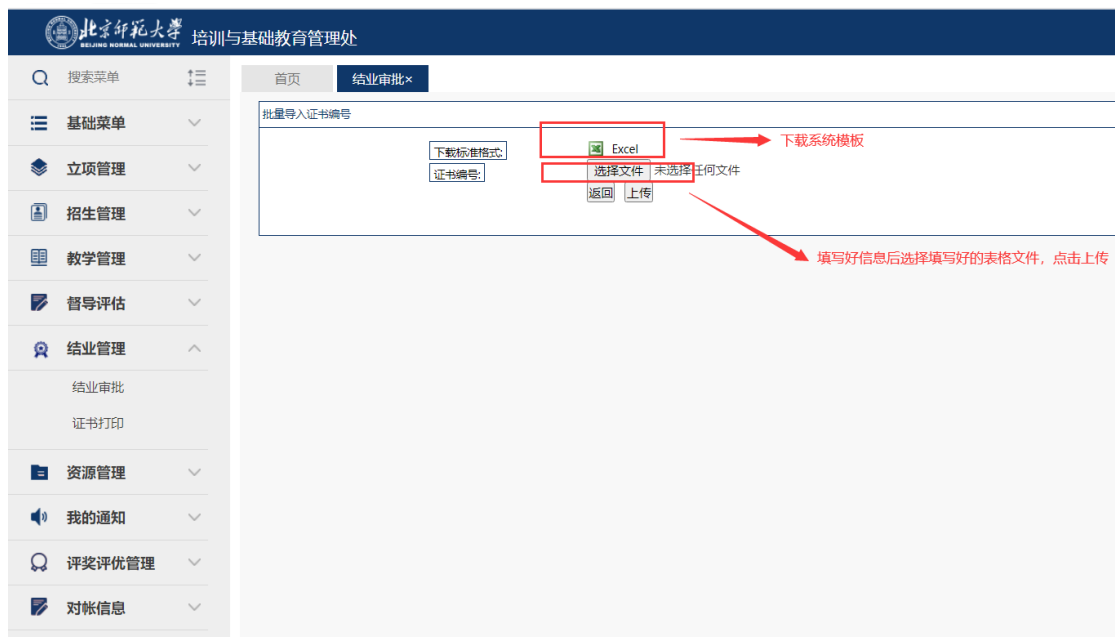 北京师范大学
BEIJING NORMAL UNIVERSITY
培训与基础教育管理处
搜索菜单
首页
结业审批×
基础菜单
立项管理
招生管理
教学管理
督导评估
结业管理
结业审批
证书打印
资源管理
我的通知
评奖评优管理
对帐信息
批量导入证书编号
下载标准格式:
Excel
下载系统模板
证书编号:
选择文件 未选择任何文件
返回 上传
填写好信息后选择填写好的表格文件，点击上传